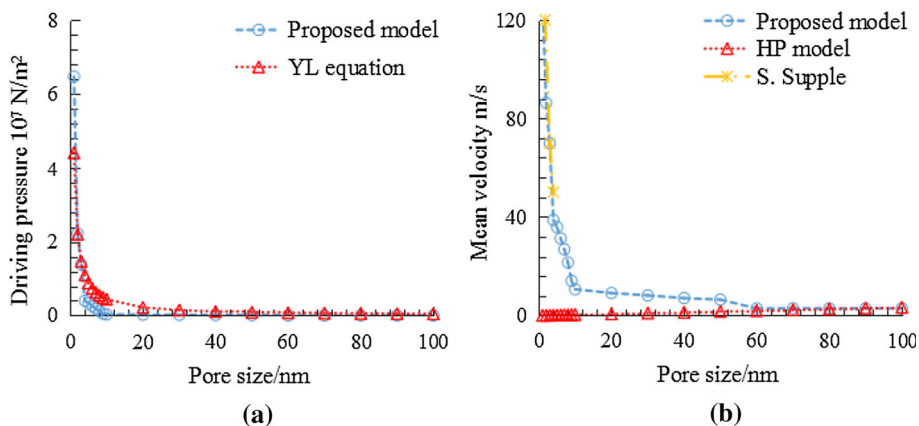 8
6
4
2
0
0
20
40
60
80
100
Driving pressure 10⁷ N/m²
Pore size/nm
Proposed model
YL equation
(a)
120
80
40
0
0
20
40
60
80
100
Mean velocity m/s
Pore size/nm
Proposed model
HP model
S. Supple
(b)